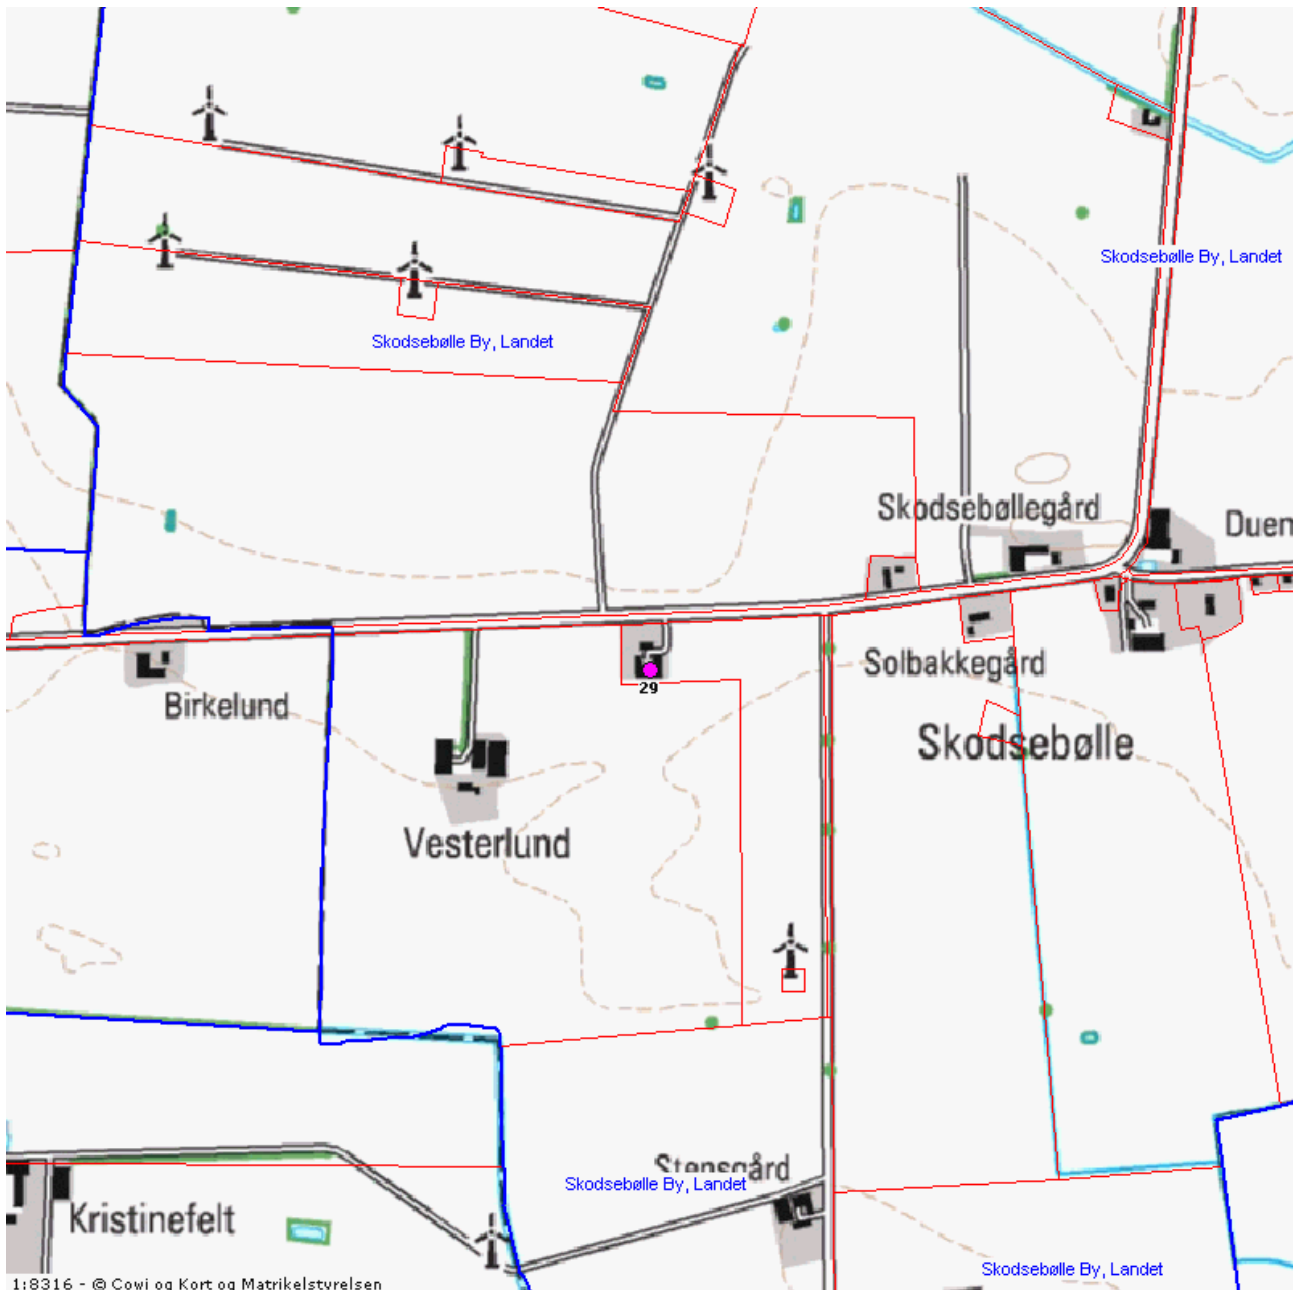 Skodsebølle By, Landet
Skodsebølle By, Landet
Skodsebøllegård
Duen
Solbakkegård
29
Birkelund
Skodsebølle
Vesterlund
Stensgård
Skodsebølle By, Landet
Kristinefelt
Skodsebølle By, Landet
1:8316 - © Cowi og Kort og Matrikelstyrelsen